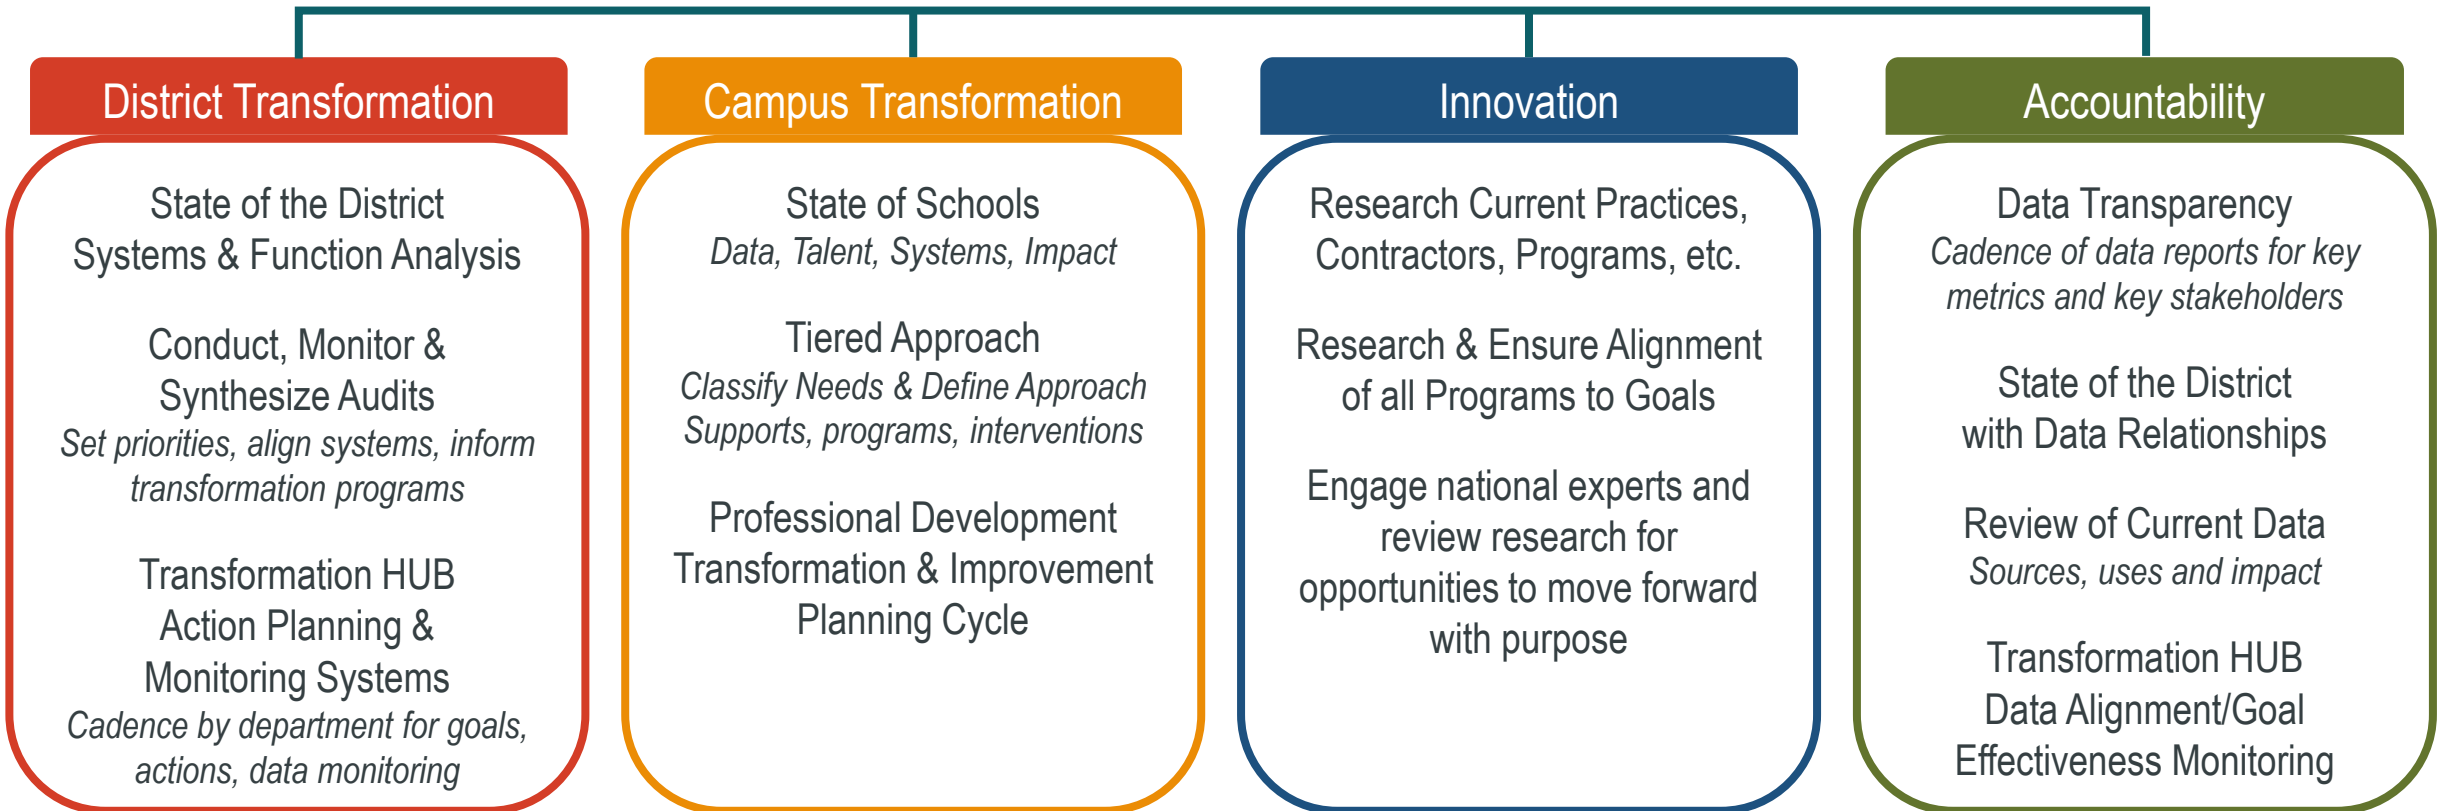 District Transformation
State of the District
Systems & Function Analysis
Conduct, Monitor &
Synthesize Audits
Set priorities, align systems, inform
transformation programs
Transformation HUB
Action Planning &
Monitoring Systems
Cadence by department for goals,
actions, data monitoring
Campus Transformation
State of Schools
Data, Talent, Systems, Impact
Tiered Approach
Classify Needs & Define Approach
Supports, programs, interventions
Professional Development
Transformation & Improvement
Planning Cycle
Innovation
Research Current Practices,
Contractors, Programs, etc.
Research & Ensure Alignment
of all Programs to Goals
Engage national experts and
review research for
opportunities to move forward
with purpose
Accountability
Data Transparency
Cadence of data reports for key
metrics and key stakeholders
State of the District
with Data Relationships
Review of Current Data
Sources, uses and impact
Transformation HUB
Data Alignment/Goal
Effectiveness Monitoring